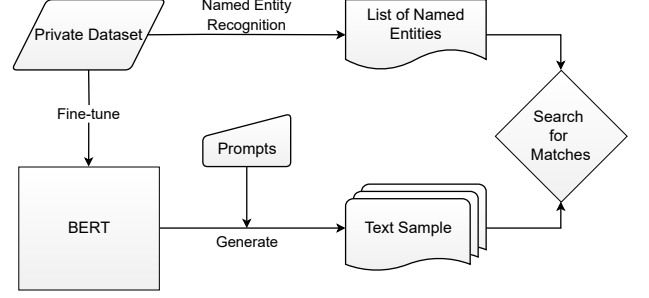 Named Entity
Recognition
Private Dataset
List of Named
Entities
Fine-tune
Search
for
Matches
Prompts
BERT
Generate
Text Sample